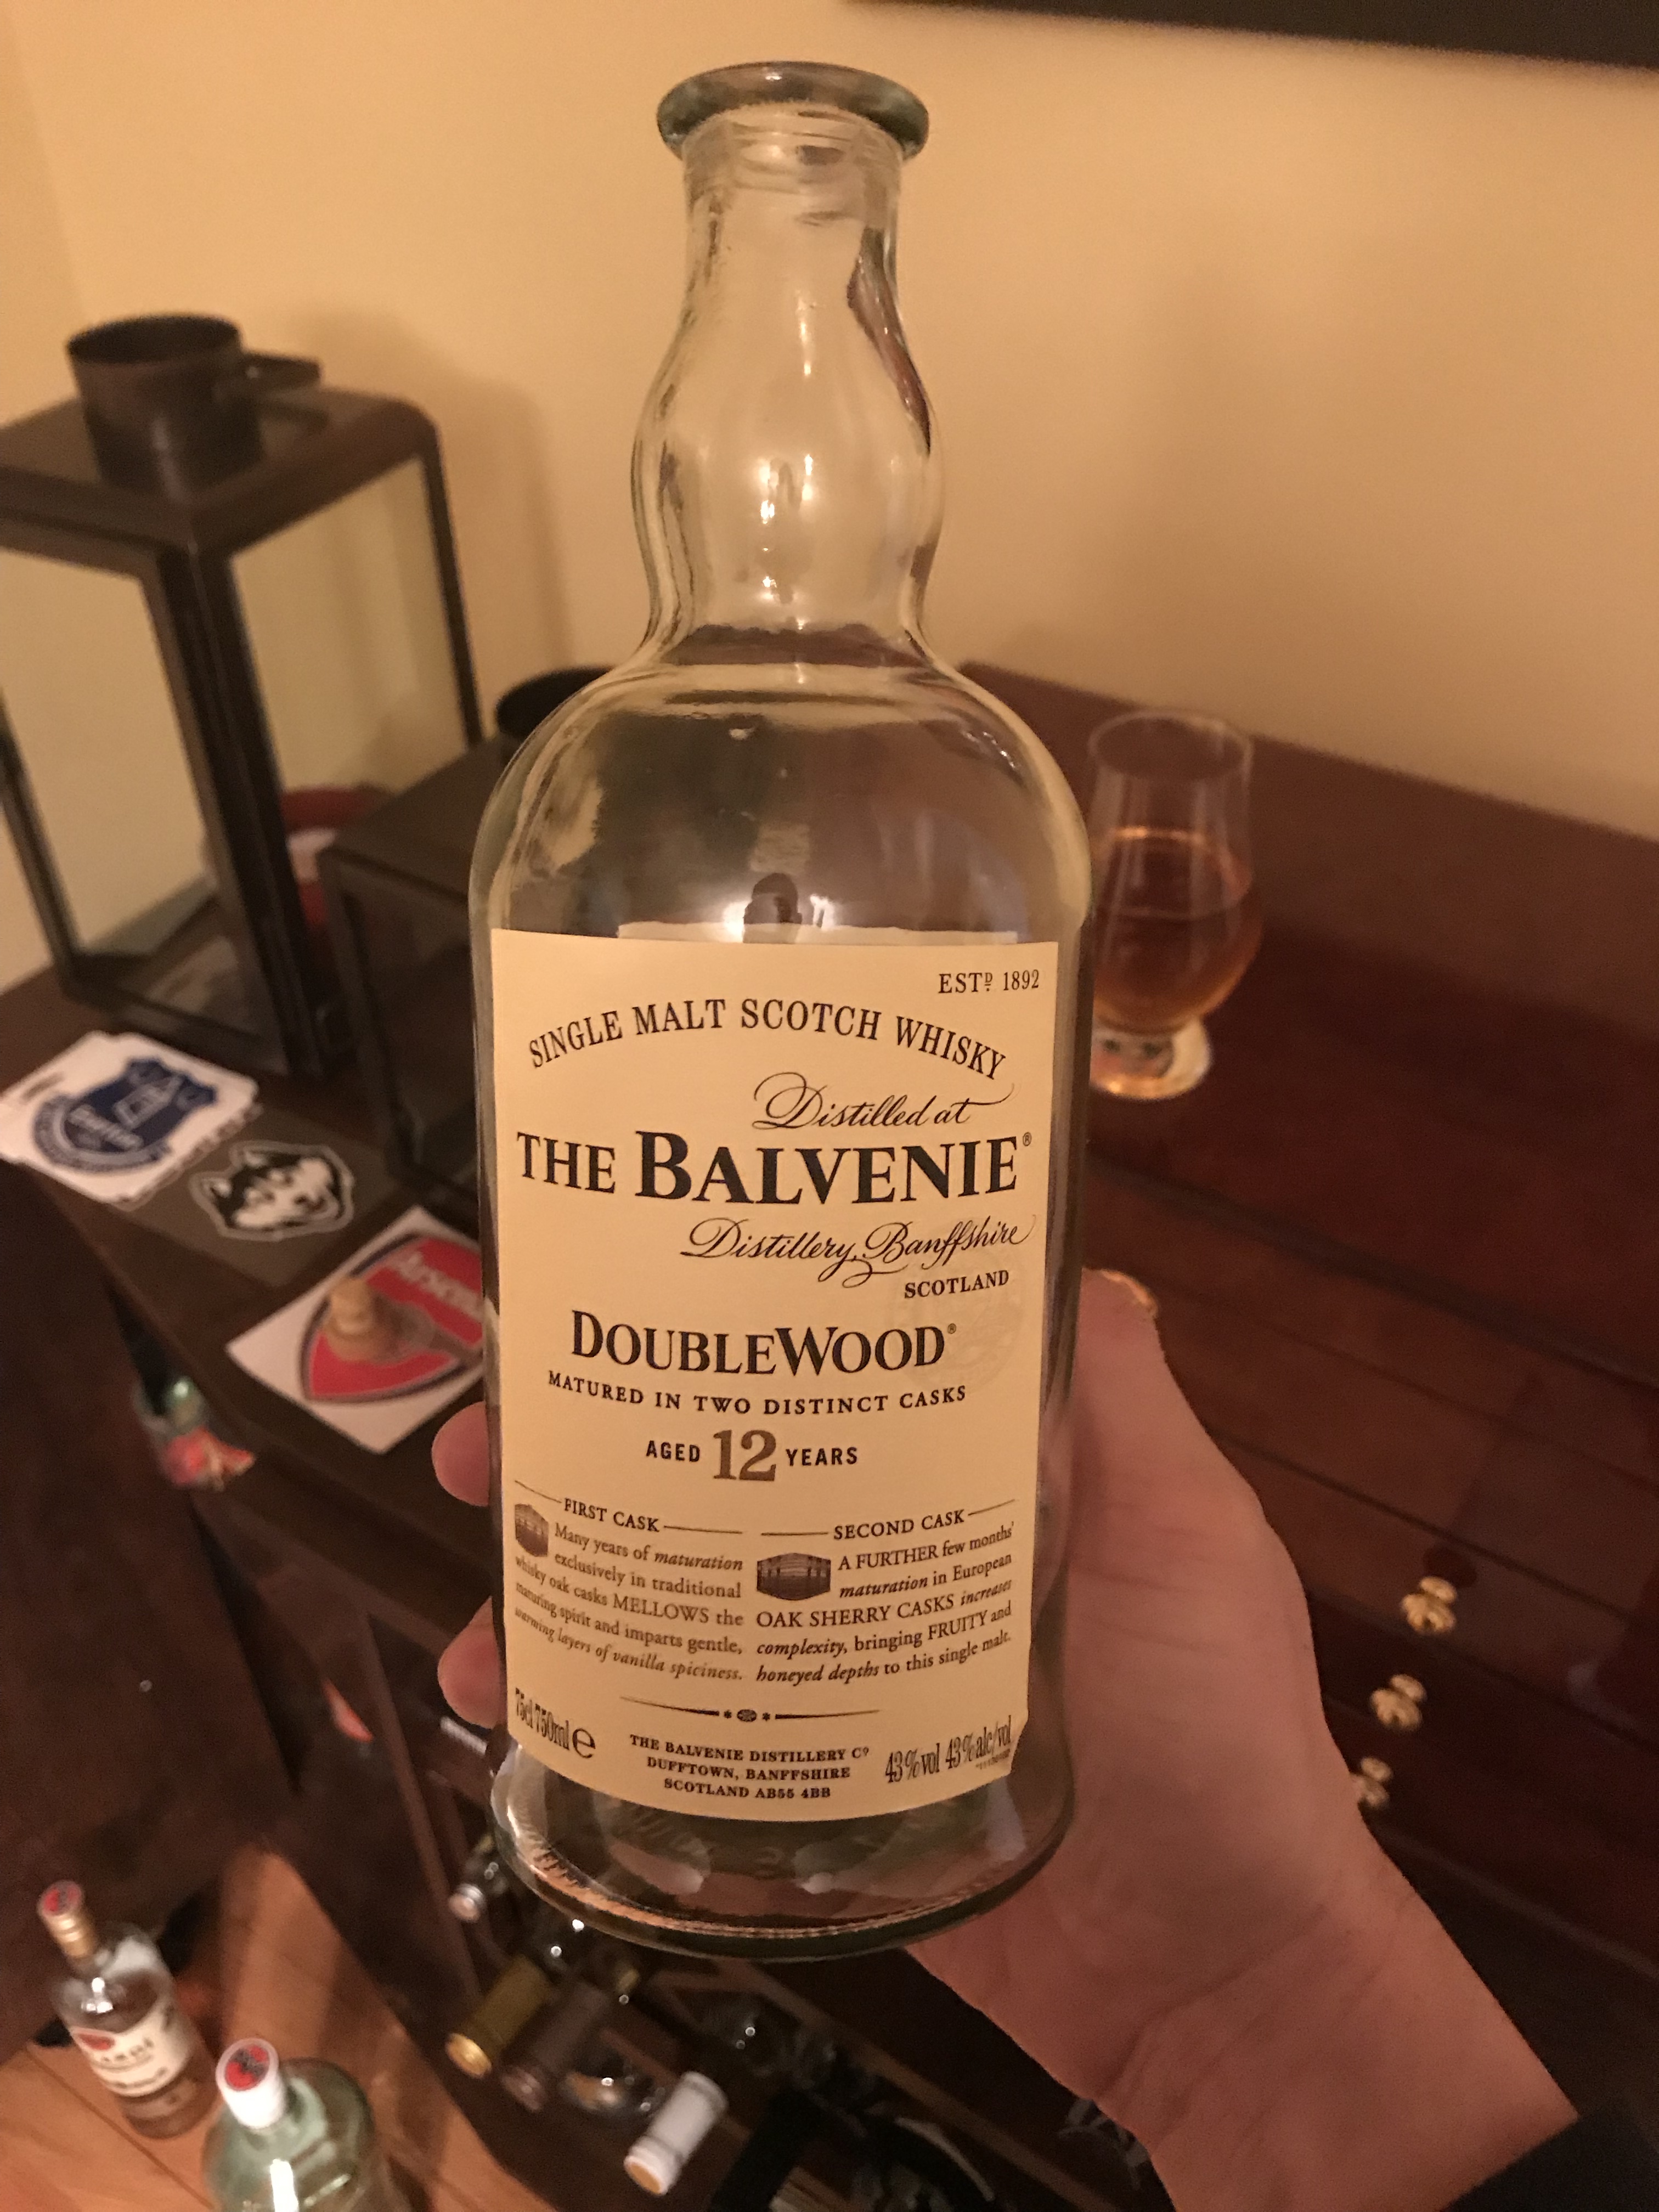 ESTD 1892
SINGLE MALT SCOTCH WHISKY
Distilled at
THE BALVENIE®
Distillery, Banffshire
SCOTLAND
DOUBLEWOOD®
MATURED IN TWO DISTINCT CASKS
AGED 12 YEARS
FIRST CASK
Many years of maturation
exclusively in traditional
whisky oak casks MELLOWS the
maturing spirit and imparts gentle,
warming layers of vanilla spiciness.
SECOND CASK
A FURTHER few months'
maturation in European
OAK SHERRY CASKS increases
complexity, bringing FRUITY and
honeyed depths to this single malt.
75cl 750ml e
THE BALVENIE DISTILLERY Co
DUFFTOWN, BANFFSHIRE
SCOTLAND AB55 4BB
43%vol 43%alc/vol
Arsenal